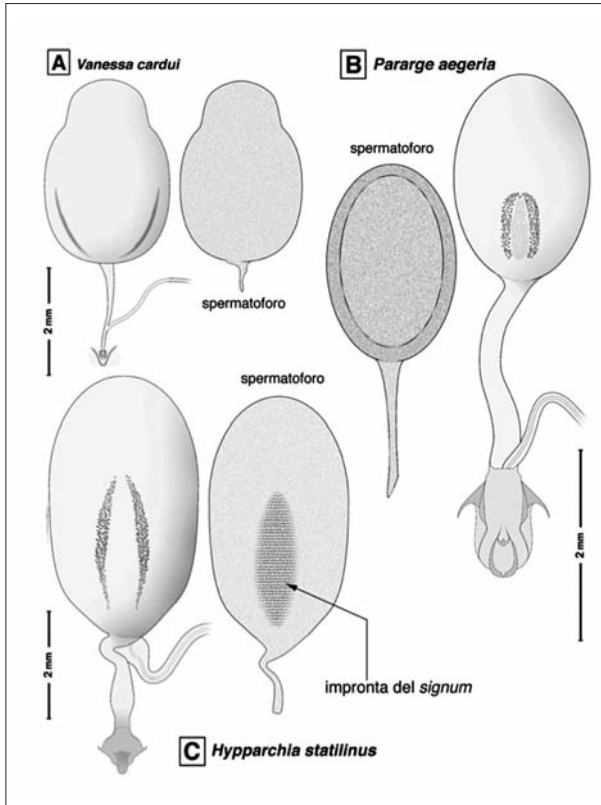 A Vanessa cardui
B Pararge aegeria
spermatoforo
spermatoforo
2 mm
spermatoforo
2 mm
2 mm
impronta del signum
C Hypparchia statilinus